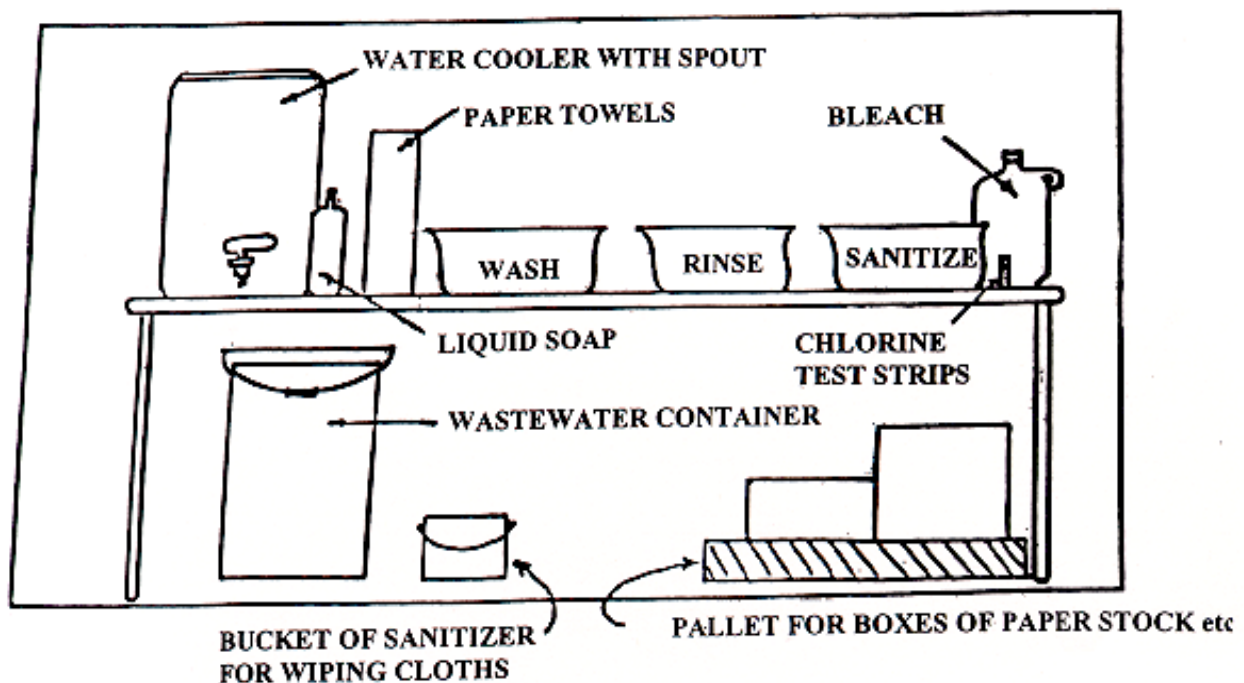 WATER COOLER WITH SPOUT
PAPER TOWELS
BLEACH
WASH
RINSE
SANITIZE
LIQUID SOAP
CHLORINE
TEST STRIPS
WASTEWATER CONTAINER
BUCKET OF SANITIZER
FOR WIPING CLOTHS
PALLET FOR BOXES OF PAPER STOCK etc